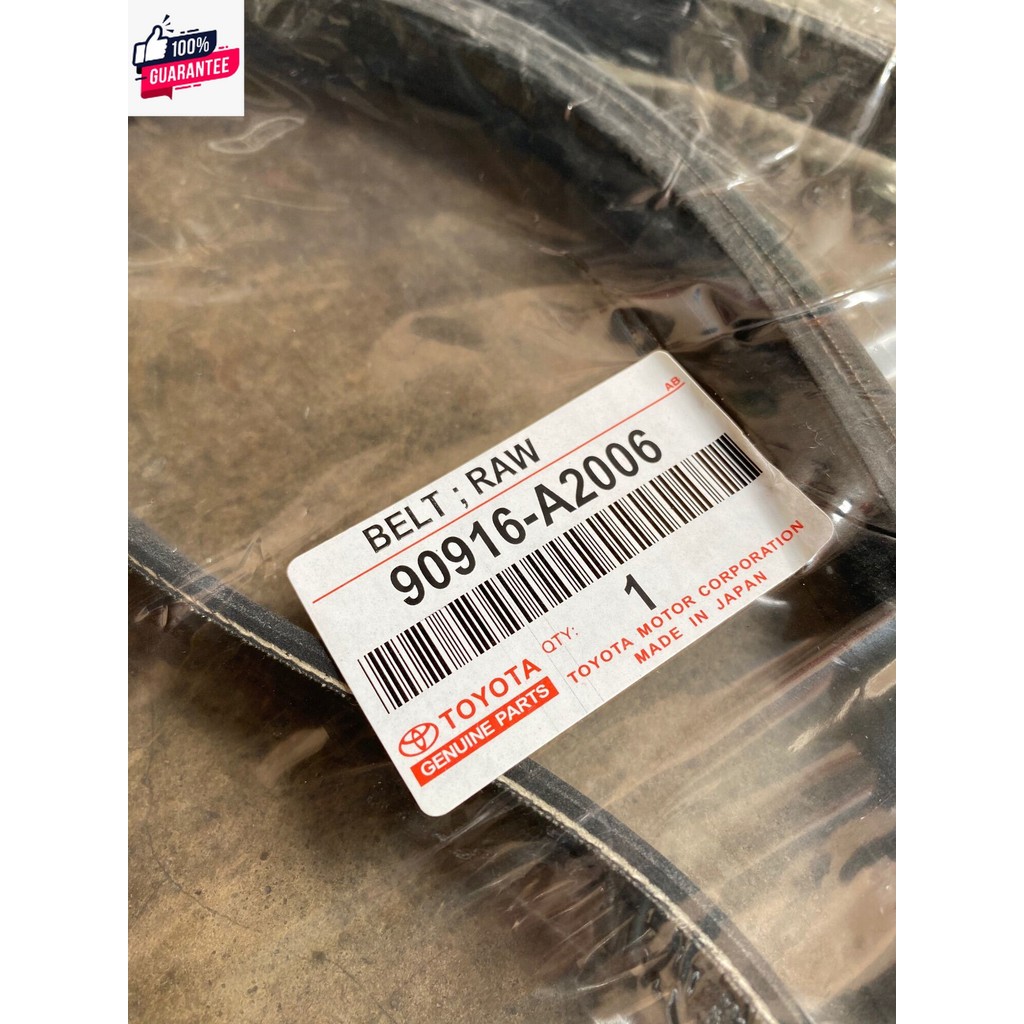 100%
GUARANTEE
AB
BELT ; RAW
90916-A2006
QTY: 1
TOYOTA
GENUINE PARTS
TOYOTA MOTOR CORPORATION
MADE IN JAPAN